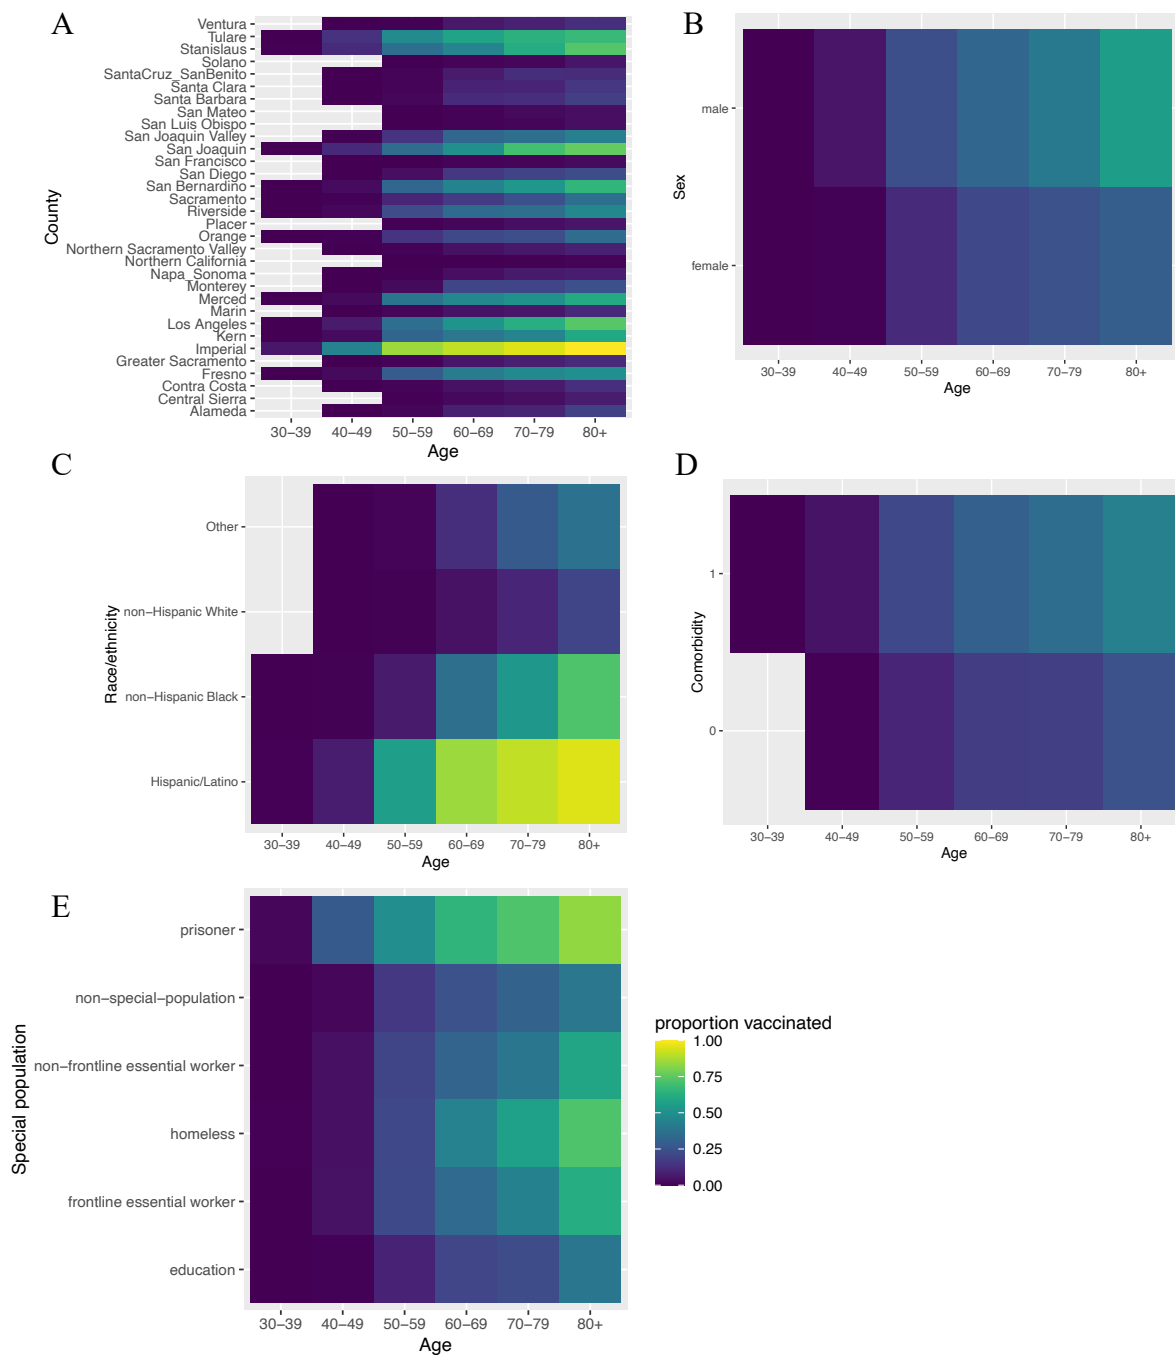 A
County
Ventura
Tulare
Stanislaus
Solano
SantaCruz_SanBenito
Santa Clara
Santa Barbara
San Mateo
San Luis Obispo
San Joaquin Valley
San Joaquin
San Francisco
San Diego
San Bernardino
Sacramento
Riverside
Placer
Orange
Northern Sacramento Valley
Northern California
Napa_Sonoma
Monterey
Merced
Marin
Los Angeles
Kern
Imperial
Greater Sacramento
Fresno
Contra Costa
Central Sierra
Alameda
30−39 40−49 50−59 60−69 70−79 80+
Age
B
Sex
male
female
30−39 40−49 50−59 60−69 70−79 80+
Age
C
Race/ethnicity
Other
non−Hispanic White
non−Hispanic Black
Hispanic/Latino
30−39 40−49 50−59 60−69 70−79 80+
Age
D
Comorbidity
1
0
30−39 40−49 50−59 60−69 70−79 80+
Age
E
Special population
prisoner
non−special−population
non−frontline essential worker
homeless
frontline essential worker
education
30−39 40−49 50−59 60−69 70−79 80+
Age
proportion vaccinated
1.00
0.75
0.50
0.25
0.00